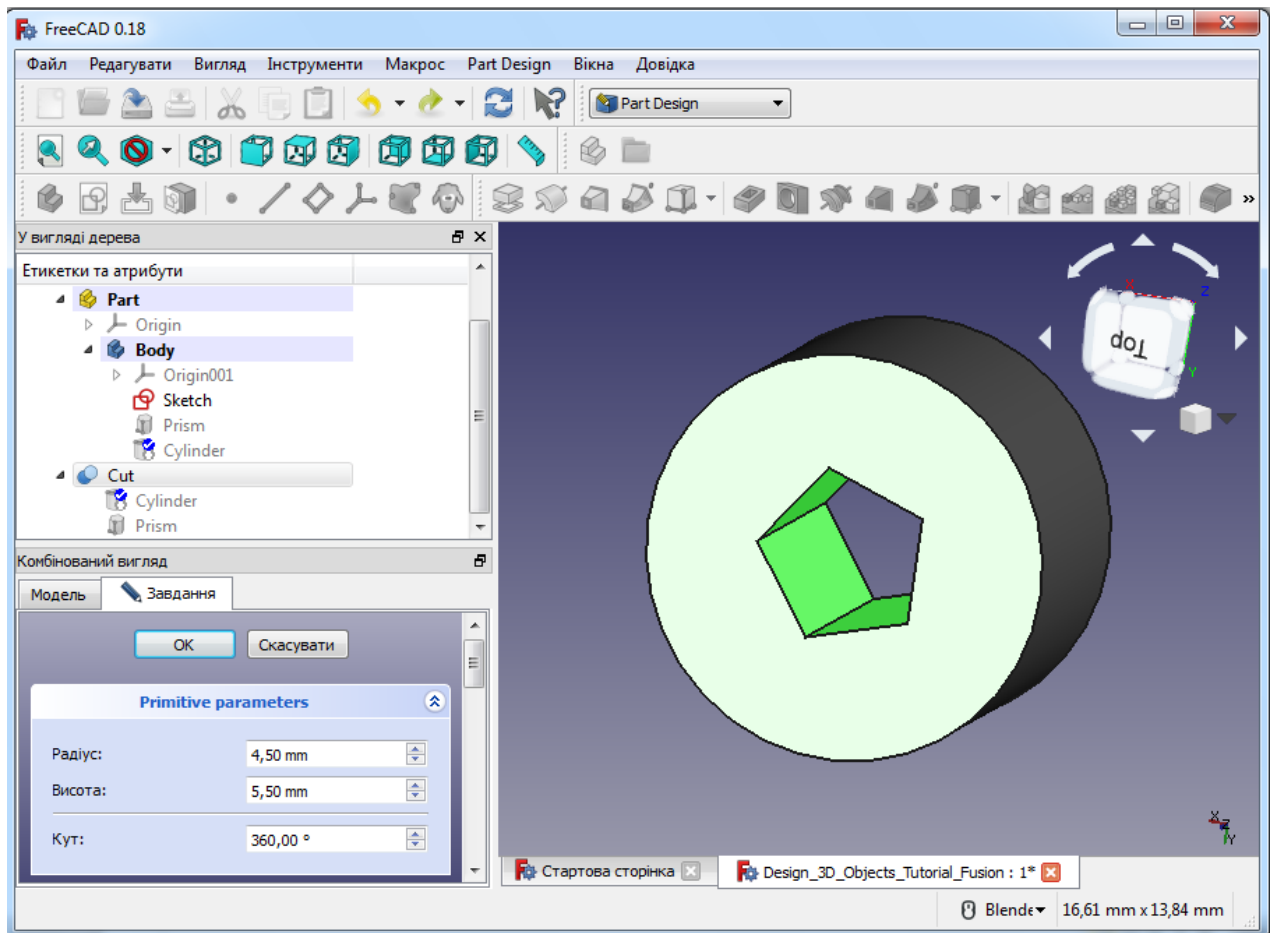 FreeCAD 0.18
Файл Редагувати Вигляд Інструменти Макрос Part Design Вікна Довідка
Part Design
У вигляді дерева
Етикетки та атрибути
Part
Origin
Body
Origin001
Sketch
Prism
Cylinder
Cut
Cylinder
Prism
Комбінований вигляд
Модель Завдання
OK Скасувати
Primitive parameters
Радіус: 4,50 mm
Висота: 5,50 mm
Кут: 360,00 °
X Z
Top
Y
X
Z
Y
Стартова сторінка Design_3D_Objects_Tutorial_Fusion : 1*
Blende 16,61 mm x 13,84 mm